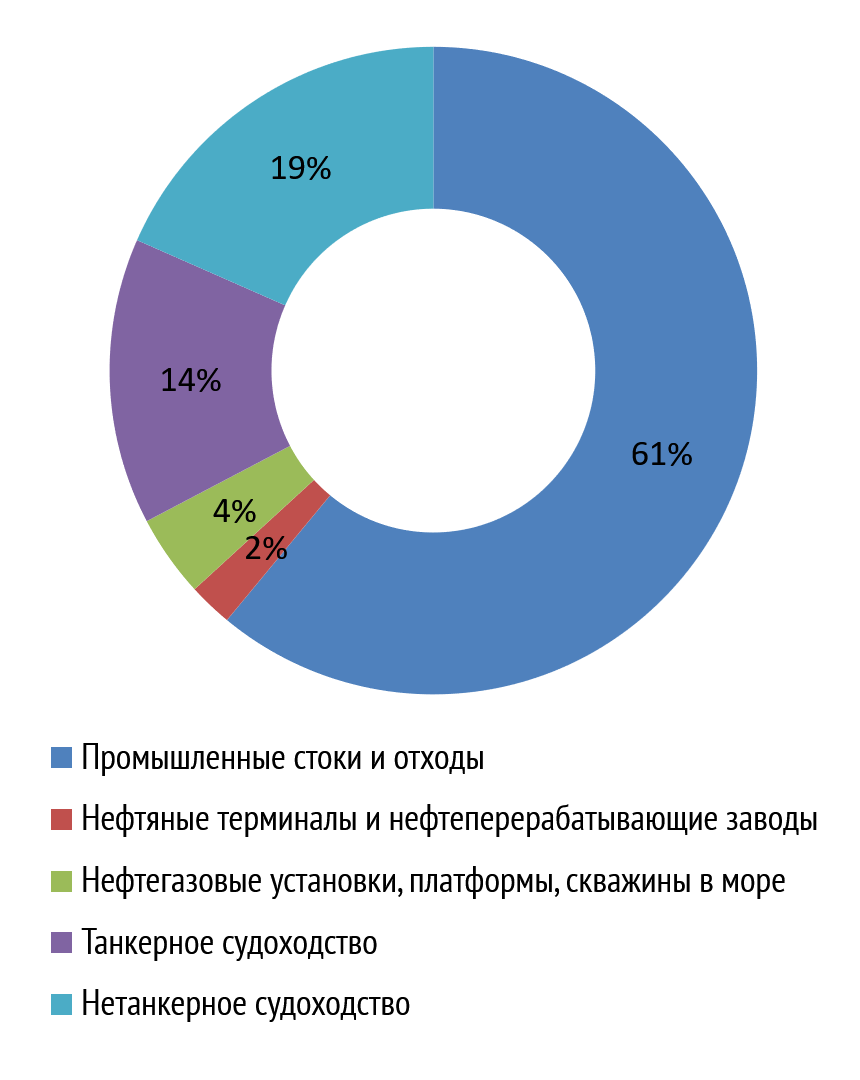 19%
61%
14%
4%
2%
Промышленные стоки и отходы
Нефтяные терминалы и нефтеперерабатывающие заводы
Нефтегазовые установки, платформы, скважины в море
Танкерное судоходство
Нетанкерное судоходство